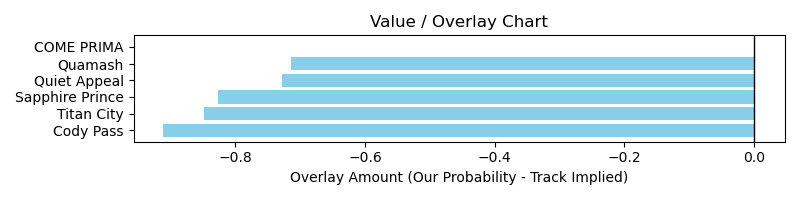 Value / Overlay Chart
COME PRIMA
Quamash
Quiet Appeal
Sapphire Prince
Titan City
Cody Pass
−0.8 −0.6 −0.4 −0.2 0.0
Overlay Amount (Our Probability - Track Implied)